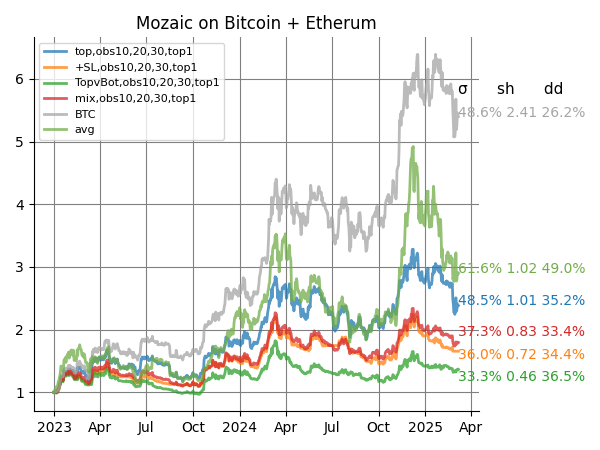 Mozaic on Bitcoin + Etherum
top,obs10,20,30,top1
+SL,obs10,20,30,top1
TopvBot,obs10,20,30,top1
mix,obs10,20,30,top1
BTC
avg
σ sh dd
48.6% 2.41 26.2%
61.6% 1.02 49.0%
48.5% 1.01 35.2%
37.3% 0.83 33.4%
36.0% 0.72 34.4%
33.3% 0.46 36.5%
6
5
4
3
2
1
2023 Apr Jul Oct 2024 Apr Jul Oct 2025 Apr